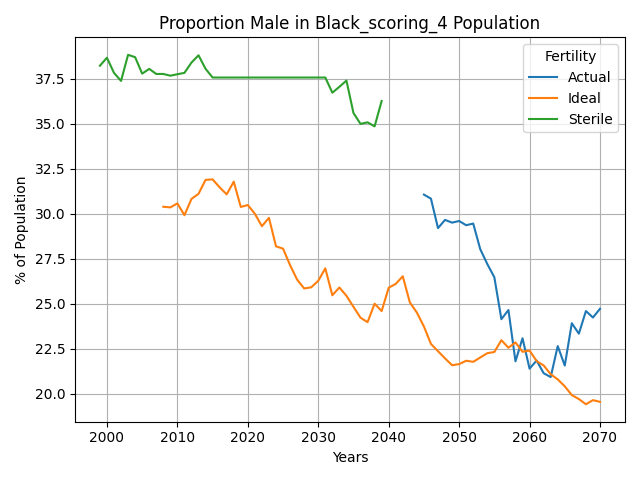 Proportion Male in Black_scoring_4 Population
Fertility
Actual
Ideal
Sterile
% of Population
37.5
35.0
32.5
30.0
27.5
25.0
22.5
20.0
2000 2010 2020 2030 2040 2050 2060 2070
Years